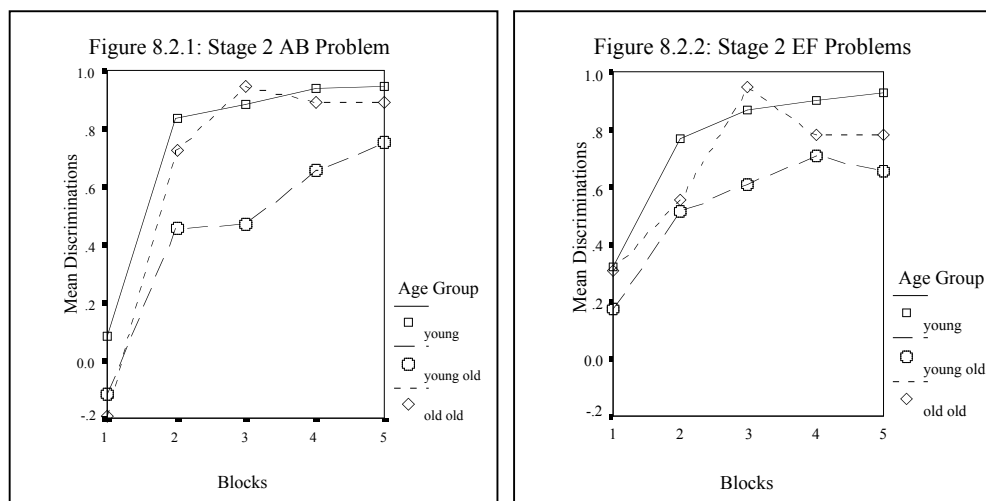 Figure 8.2.1: Stage 2 AB Problem
Mean Discriminations
1.0
.8
.6
.4
.2
0.0
-.2
1 2 3 4 5
Blocks
Age Group
young
young old
old old
Figure 8.2.2: Stage 2 EF Problems
Mean Discriminations
1.0
.8
.6
.4
.2
0.0
-.2
1 2 3 4 5
Blocks
Age Group
young
young old
old old